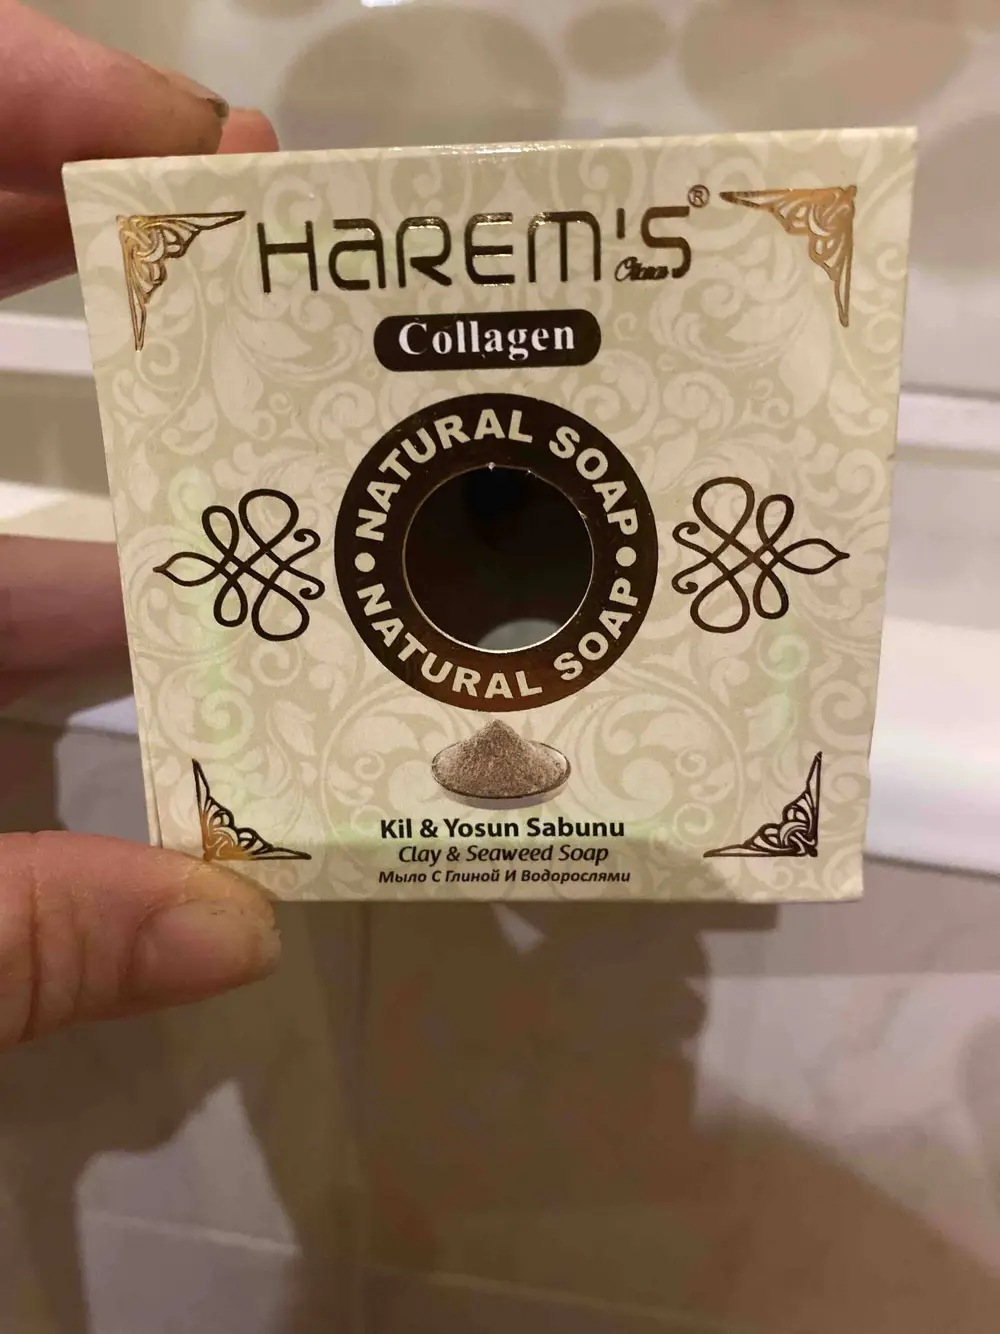 HAREM'S®
Collagen
NATURAL SOAP
NATURAL SOAP
Kil & Yosun Sabunu
Clay & Seaweed Soap
Мыло С Глиной И Водорослями